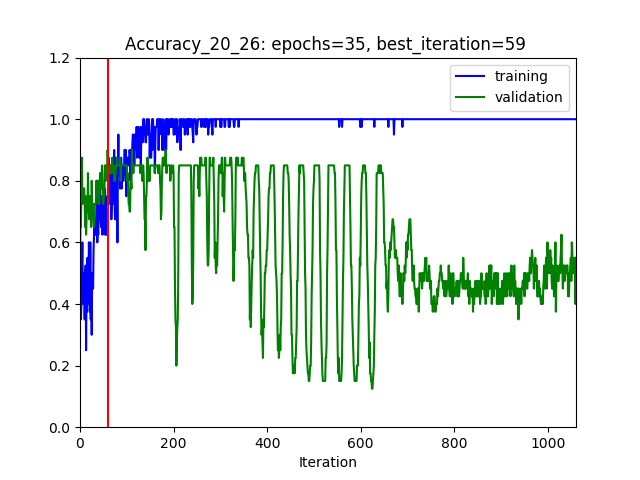 Accuracy_20_26: epochs=35, best_iteration=59
training
validation
1.2
1.0
0.8
0.6
0.4
0.2
0.0
0 200 400 600 800 1000
Iteration